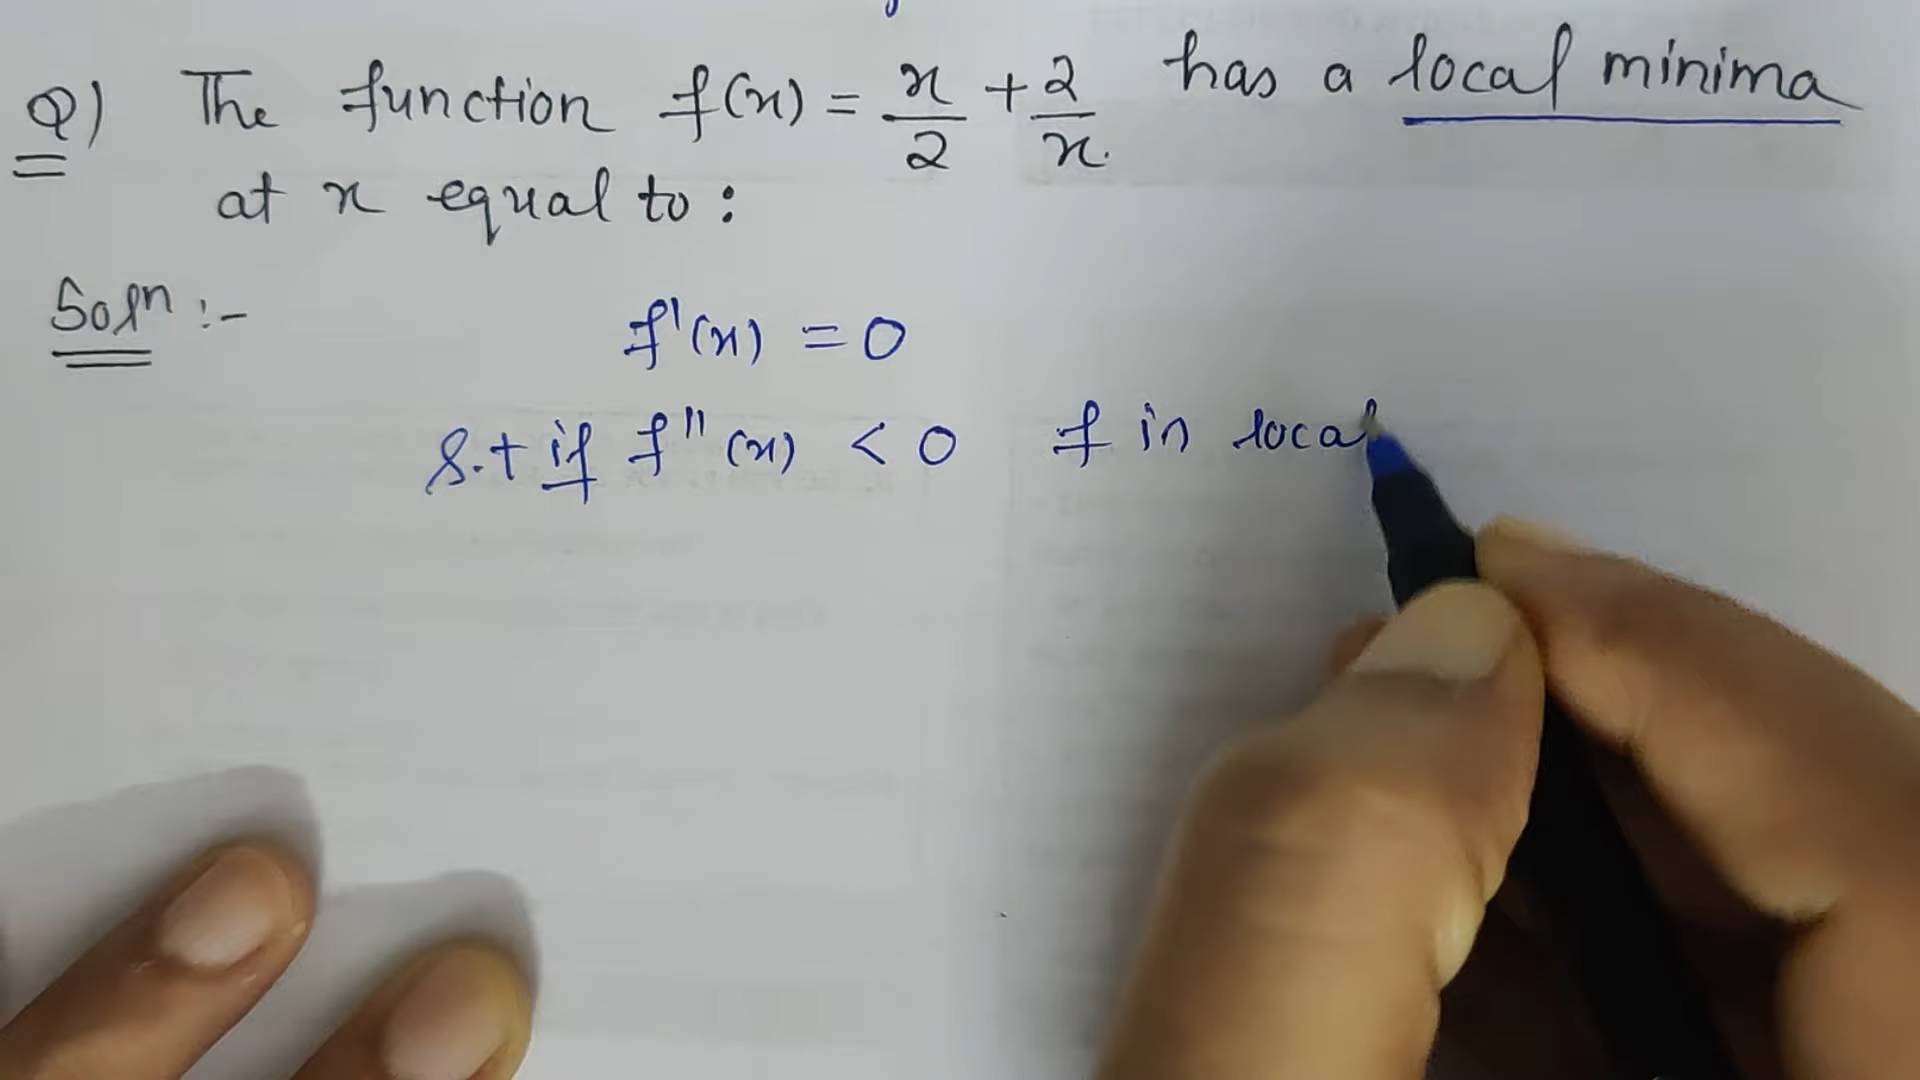 Q) The function f(x) = x/2 + 2/x has a local minima
at x equal to :
Soln :-
f'(x) = 0
s.t if f''(x) < 0 f in local